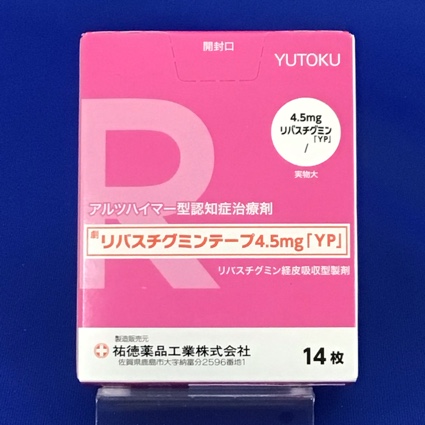 開封口
YUTOKU
4.5mg
リバスチグミン
「YP」
/
実物大
R
アルツハイマー型認知症治療剤
劇 リバスチグミンテープ4.5mg「YP」
リバスチグミン経皮吸収型製剤
製造販売元
祐徳薬品工業株式会社
佐賀県鹿島市大字納富分2596番地1
14枚